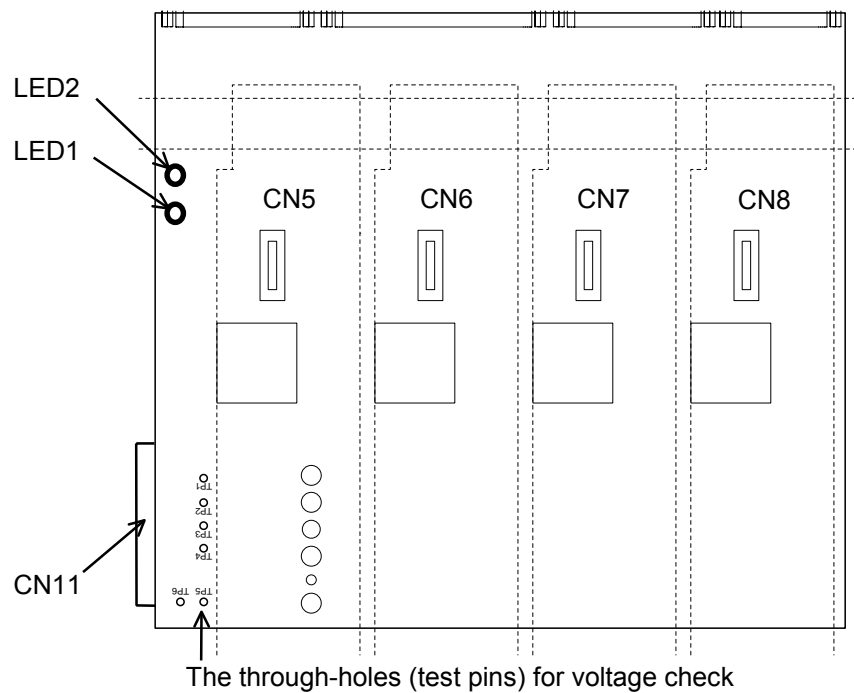 LED2
LED1
CN5 CN6 CN7 CN8
TP1
TP2
TP3
TP4
CN11
TP6 TP5
The through-holes (test pins) for voltage check